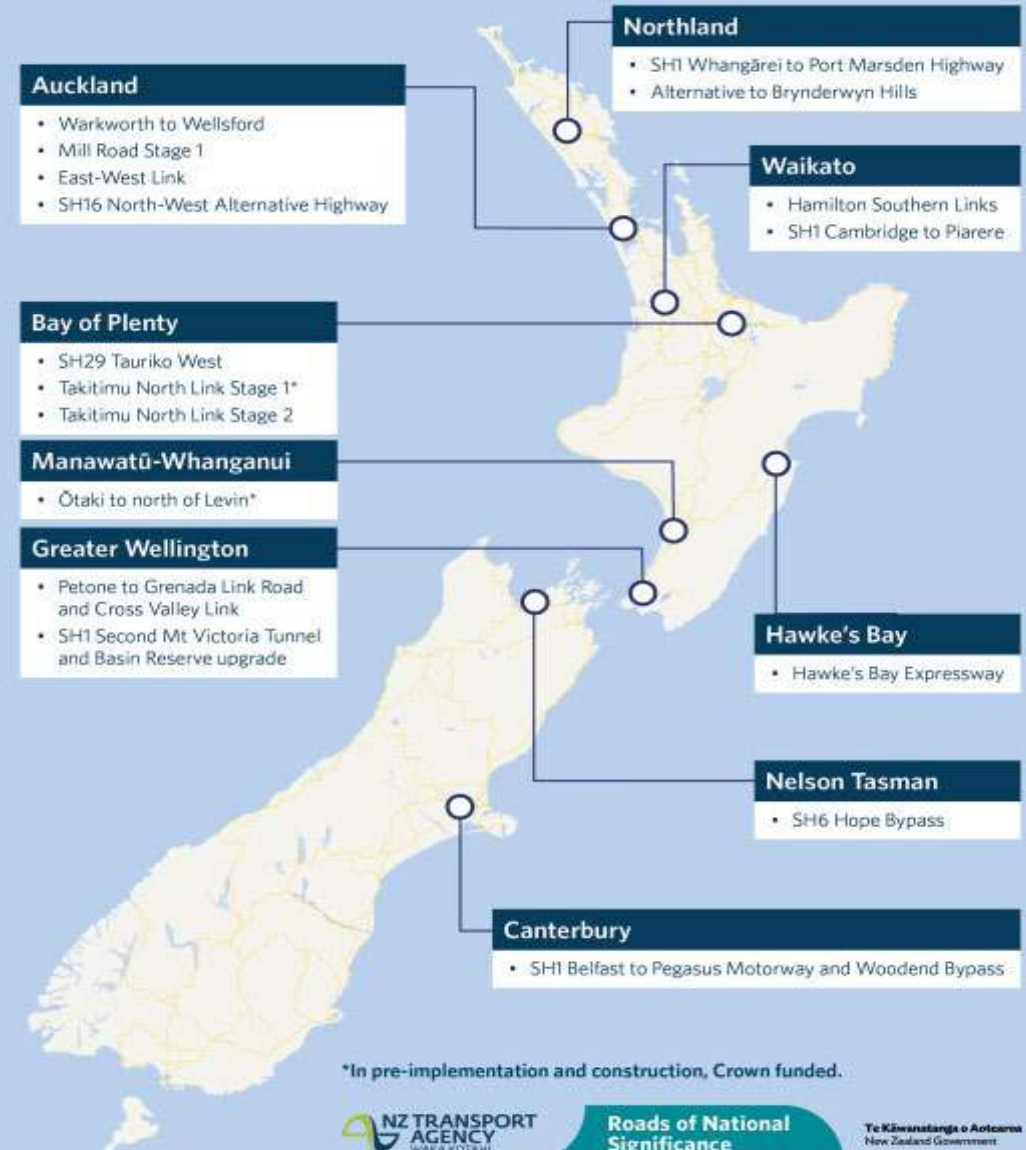 Northland
• SH1 Whangārei to Port Marsden Highway
• Alternative to Brynderwyn Hills
Auckland
• Warkworth to Wellsford
• Mill Road Stage 1
• East-West Link
• SH16 North-West Alternative Highway
Waikato
• Hamilton Southern Links
• SH1 Cambridge to Piarere
Bay of Plenty
• SH29 Tauriko West
• Takitimu North Link Stage 1*
• Takitimu North Link Stage 2
Manawatū-Whanganui
• Ōtaki to north of Levin*
Greater Wellington
• Petone to Grenada Link Road
and Cross Valley Link
• SH1 Second Mt Victoria Tunnel
and Basin Reserve upgrade
Hawke's Bay
• Hawke's Bay Expressway
Nelson Tasman
• SH6 Hope Bypass
Canterbury
• SH1 Belfast to Pegasus Motorway and Woodend Bypass
*In pre-implementation and construction, Crown funded.
NZ TRANSPORT
AGENCY
WAKA KOTAHI
Roads of National
Significance
Te Kāwanatanga o Aotearoa
New Zealand Government